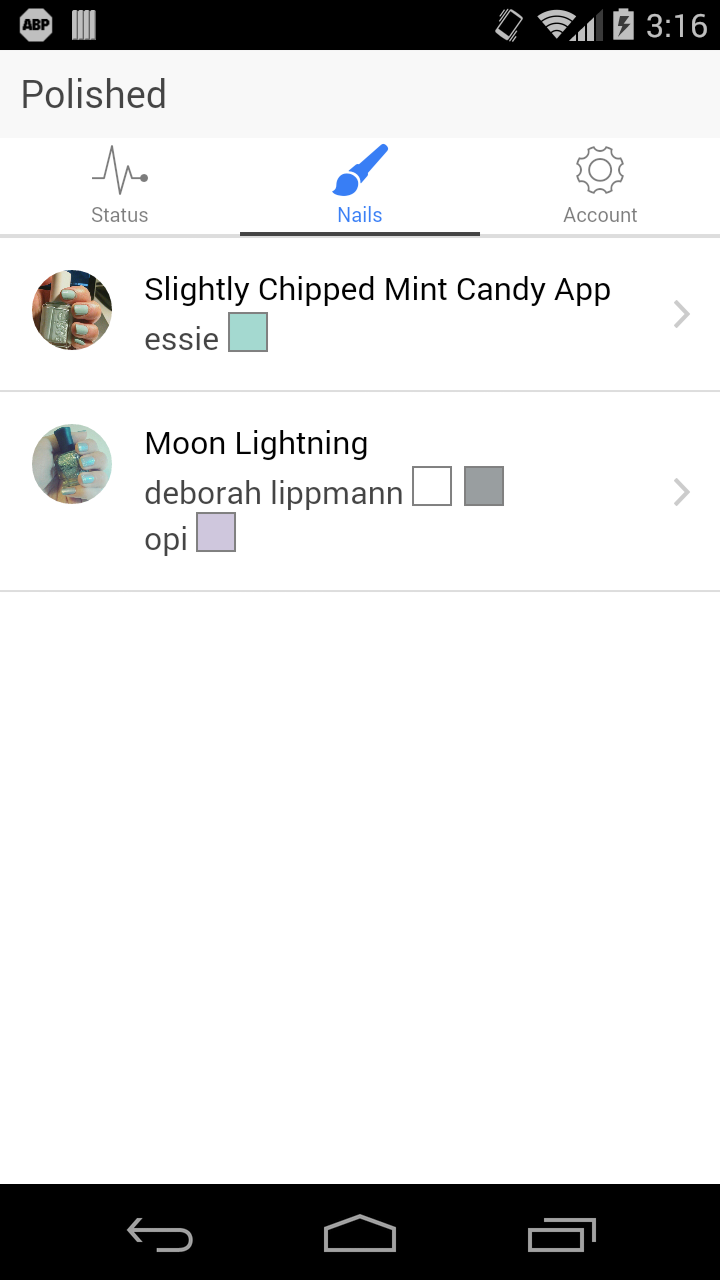 ABP
3:16
Polished
Status
Nails
Account
Slightly Chipped Mint Candy App
essie
Moon Lightning
deborah lippmann
opi